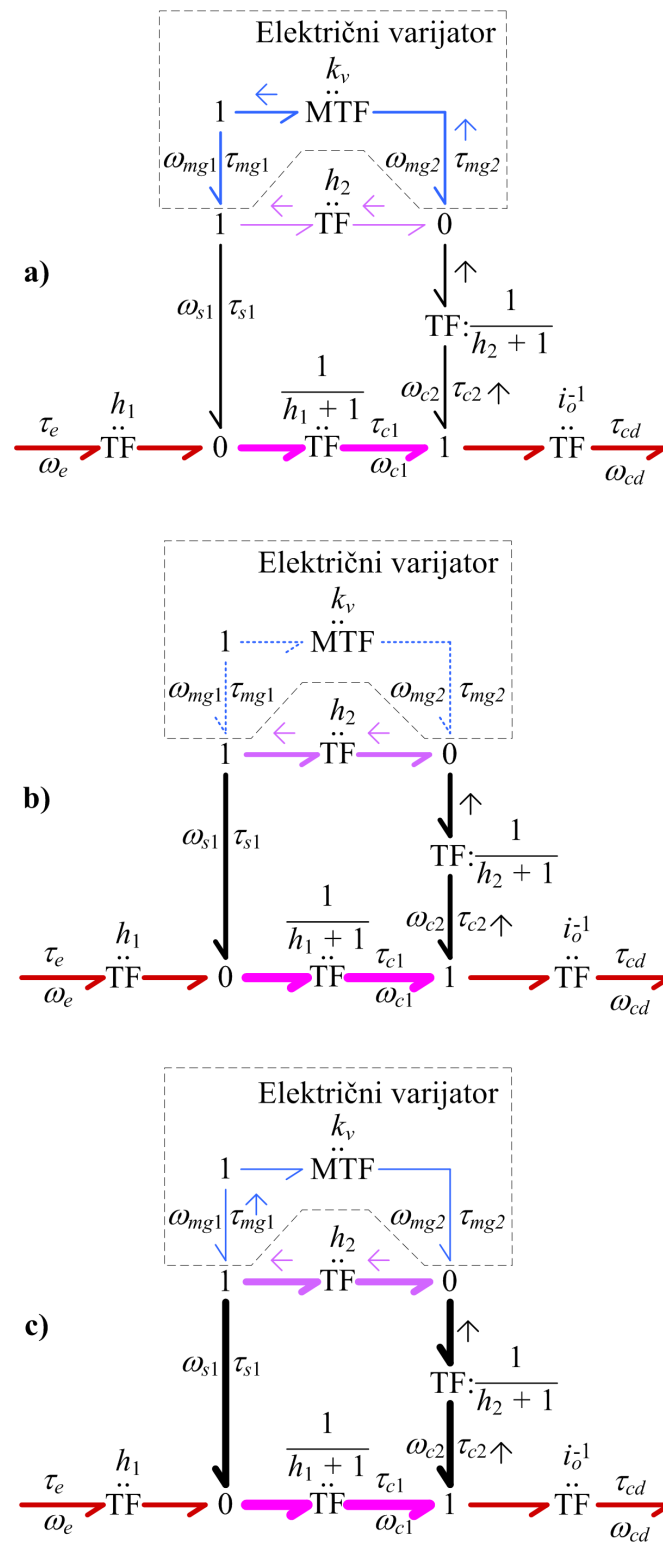 Električni varijator
k_v
1 MTF
ω_mg1 τ_mg1 ω_mg2 τ_mg2
h_2
1 TF 0
a)
ω_s1 τ_s1 TF: 1/(h_2 + 1)
1/(h_1 + 1) ω_c2 τ_c2
τ_e h_1 τ_c1 i_o^-1 τ_cd
TF 0 TF 1 TF
ω_e ω_c1 ω_cd
Električni varijator
k_v
1 MTF
ω_mg1 τ_mg1 ω_mg2 τ_mg2
h_2
1 TF 0
b)
ω_s1 τ_s1 TF: 1/(h_2 + 1)
1/(h_1 + 1) ω_c2 τ_c2
τ_e h_1 τ_c1 i_o^-1 τ_cd
TF 0 TF 1 TF
ω_e ω_c1 ω_cd
Električni varijator
k_v
1 MTF
ω_mg1 τ_mg1 ω_mg2 τ_mg2
h_2
1 TF 0
c)
ω_s1 τ_s1 TF: 1/(h_2 + 1)
1/(h_1 + 1) ω_c2 τ_c2
τ_e h_1 τ_c1 i_o^-1 τ_cd
TF 0 TF 1 TF
ω_e ω_c1 ω_cd